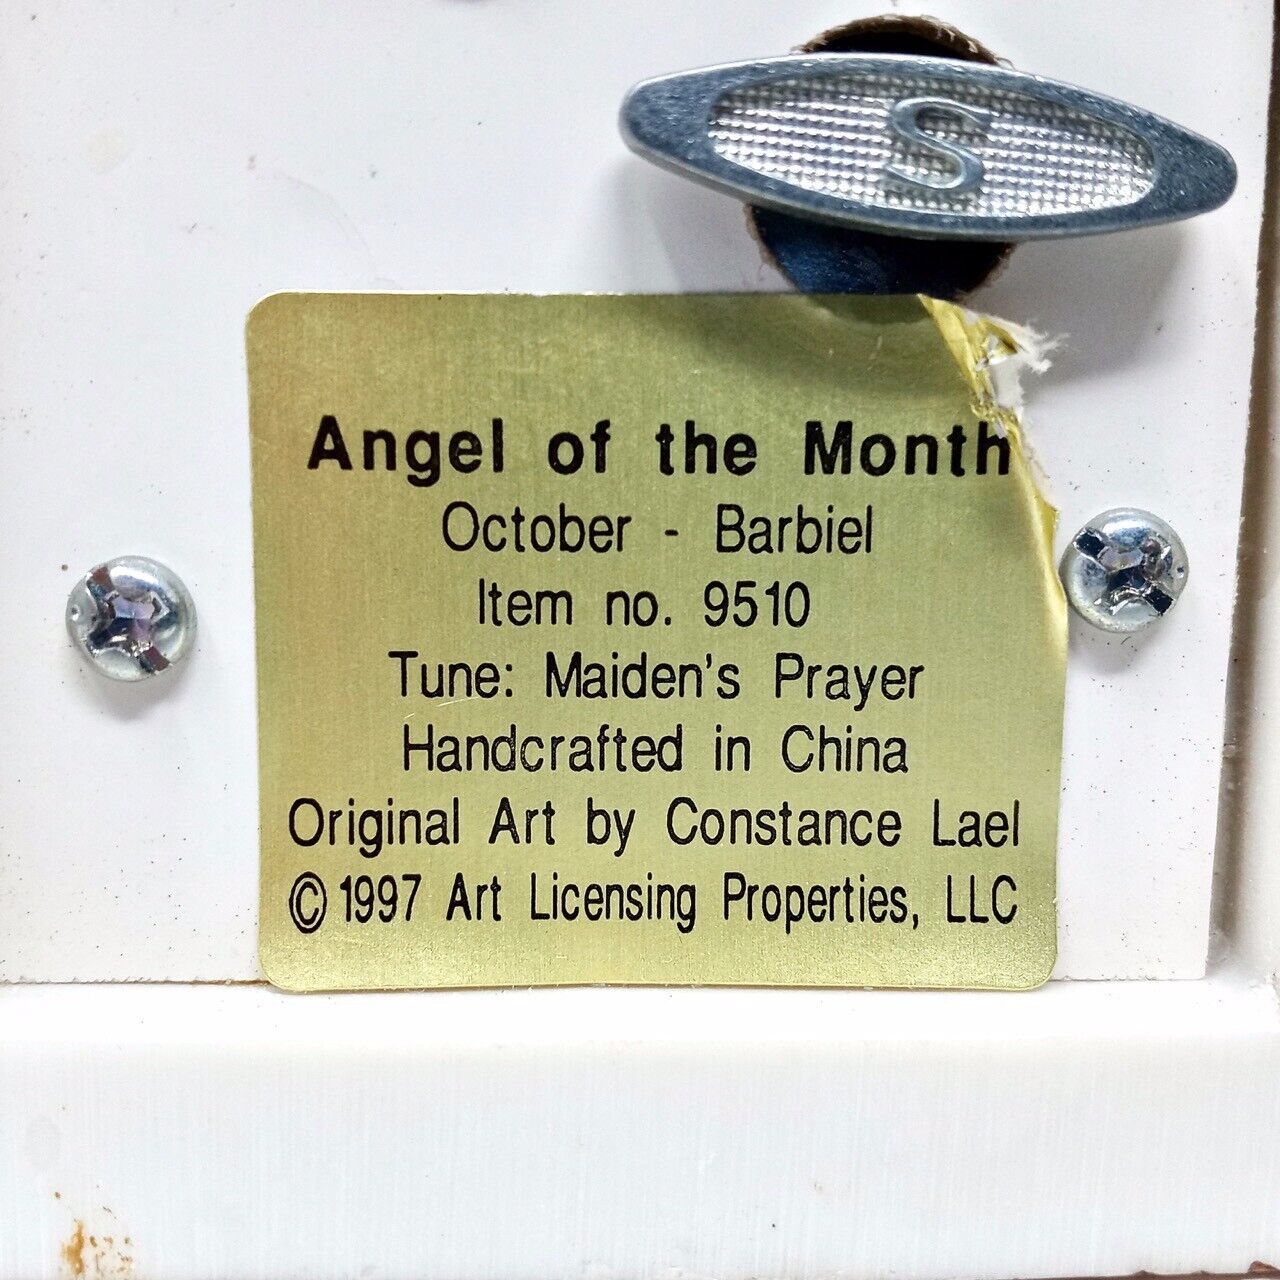 S
Angel of the Month
October - Barbiel
Item no. 9510
Tune: Maiden's Prayer
Handcrafted in China
Original Art by Constance Lael
© 1997 Art Licensing Properties, LLC